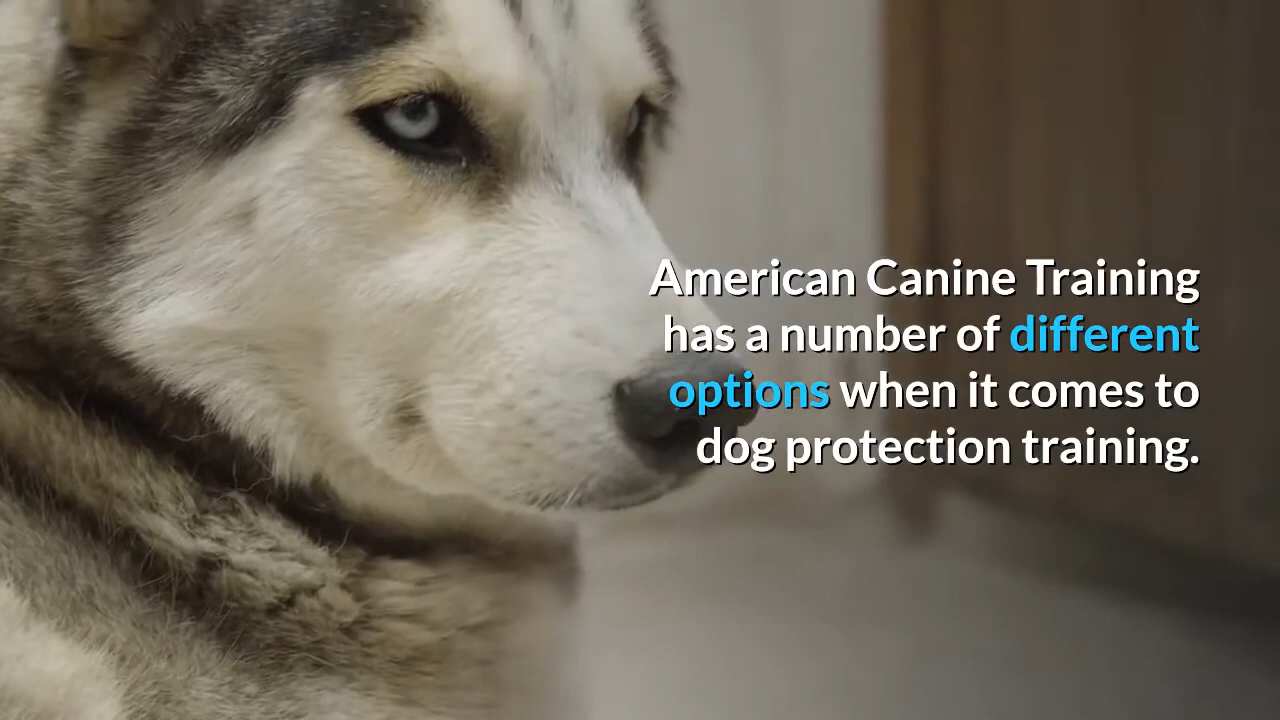 American Canine Training
has a number of different
options when it comes to
dog protection training.